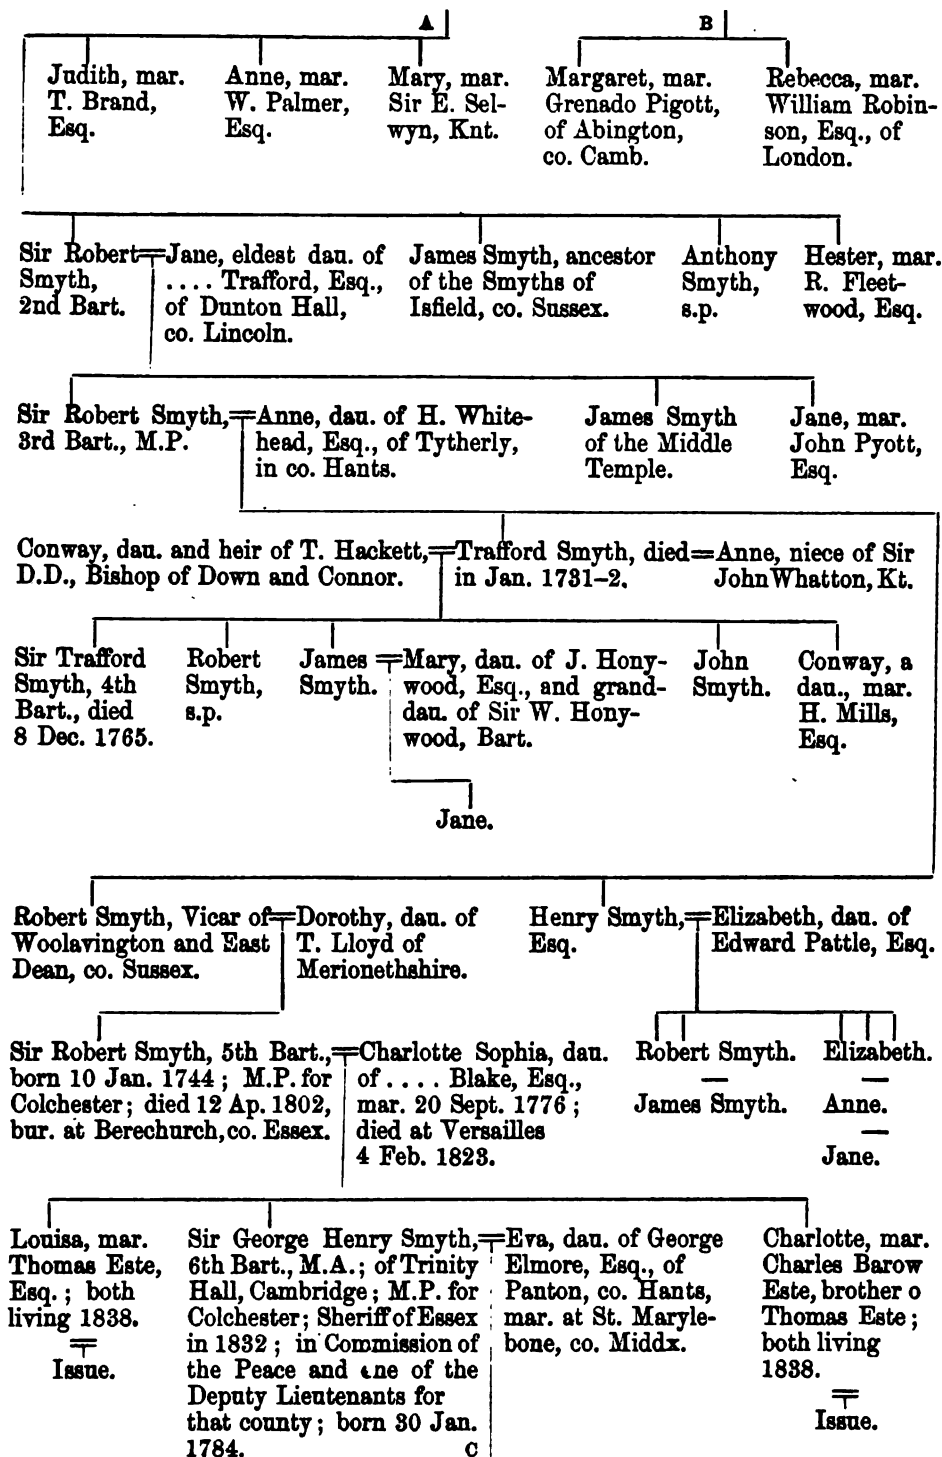 A
B
Judith, mar.
T. Brand,
Esq.
Anne, mar.
W. Palmer,
Esq.
Mary, mar.
Sir E. Sel-
wyn, Knt.
Margaret, mar.
Grenado Pigott,
of Abington,
co. Camb.
Rebecca, mar.
William Robin-
son, Esq., of
London.
Sir Robert
Smyth,
2nd Bart.
Jane, eldest dau. of
.... Trafford, Esq.,
of Dunton Hall,
co. Lincoln.
James Smyth, ancestor
of the Smyths of
Isfield, co. Sussex.
Anthony
Smyth,
s.p.
Hester, mar.
R. Fleet-
wood, Esq.
Sir Robert Smyth,
3rd Bart., M.P.
Anne, dau. of H. White-
head, Esq., of Tytherly,
in co. Hants.
James Smyth
of the Middle
Temple.
Jane, mar.
John Pyott,
Esq.
Conway, dau. and heir of T. Hackett,
D.D., Bishop of Down and Connor.
Trafford Smyth, died
in Jan. 1731-2.
Anne, niece of Sir
John Whatton, Kt.
Sir Trafford
Smyth, 4th
Bart., died
8 Dec. 1765.
Robert
Smyth,
s.p.
James
Smyth.
Mary, dau. of J. Hony-
wood, Esq., and grand-
dau. of Sir W. Hony-
wood, Bart.
John
Smyth.
Conway, a
dau., mar.
H. Mills,
Esq.
Jane.
Robert Smyth, Vicar of
Woolavington and East
Dean, co. Sussex.
Dorothy, dau. of
T. Lloyd of
Merionethshire.
Henry Smyth,
Esq.
Elizabeth, dau. of
Edward Pattle, Esq.
Sir Robert Smyth, 5th Bart.,
born 10 Jan. 1744; M.P. for
Colchester; died 12 Ap. 1802,
bur. at Berechurch, co. Essex.
Charlotte Sophia, dau.
of .... Blake, Esq.,
mar. 20 Sept. 1776;
died at Versailles
4 Feb. 1823.
Robert Smyth.
—
James Smyth.
Elizabeth.
—
Anne.
—
Jane.
Louisa, mar.
Thomas Este,
Esq.; both
living 1838.
Issue.
Sir George Henry Smyth,
6th Bart., M.A.; of Trinity
Hall, Cambridge; M.P. for
Colchester; Sheriff of Essex
in 1832; in Commission of
the Peace and one of the
Deputy Lieutenants for
that county; born 30 Jan.
1784. C
Eva, dau. of George
Elmore, Esq., of
Panton, co. Hants,
mar. at St. Maryle-
bone, co. Middx.
Charlotte, mar.
Charles Barow
Este, brother o
Thomas Este;
both living
1838.
Issue.